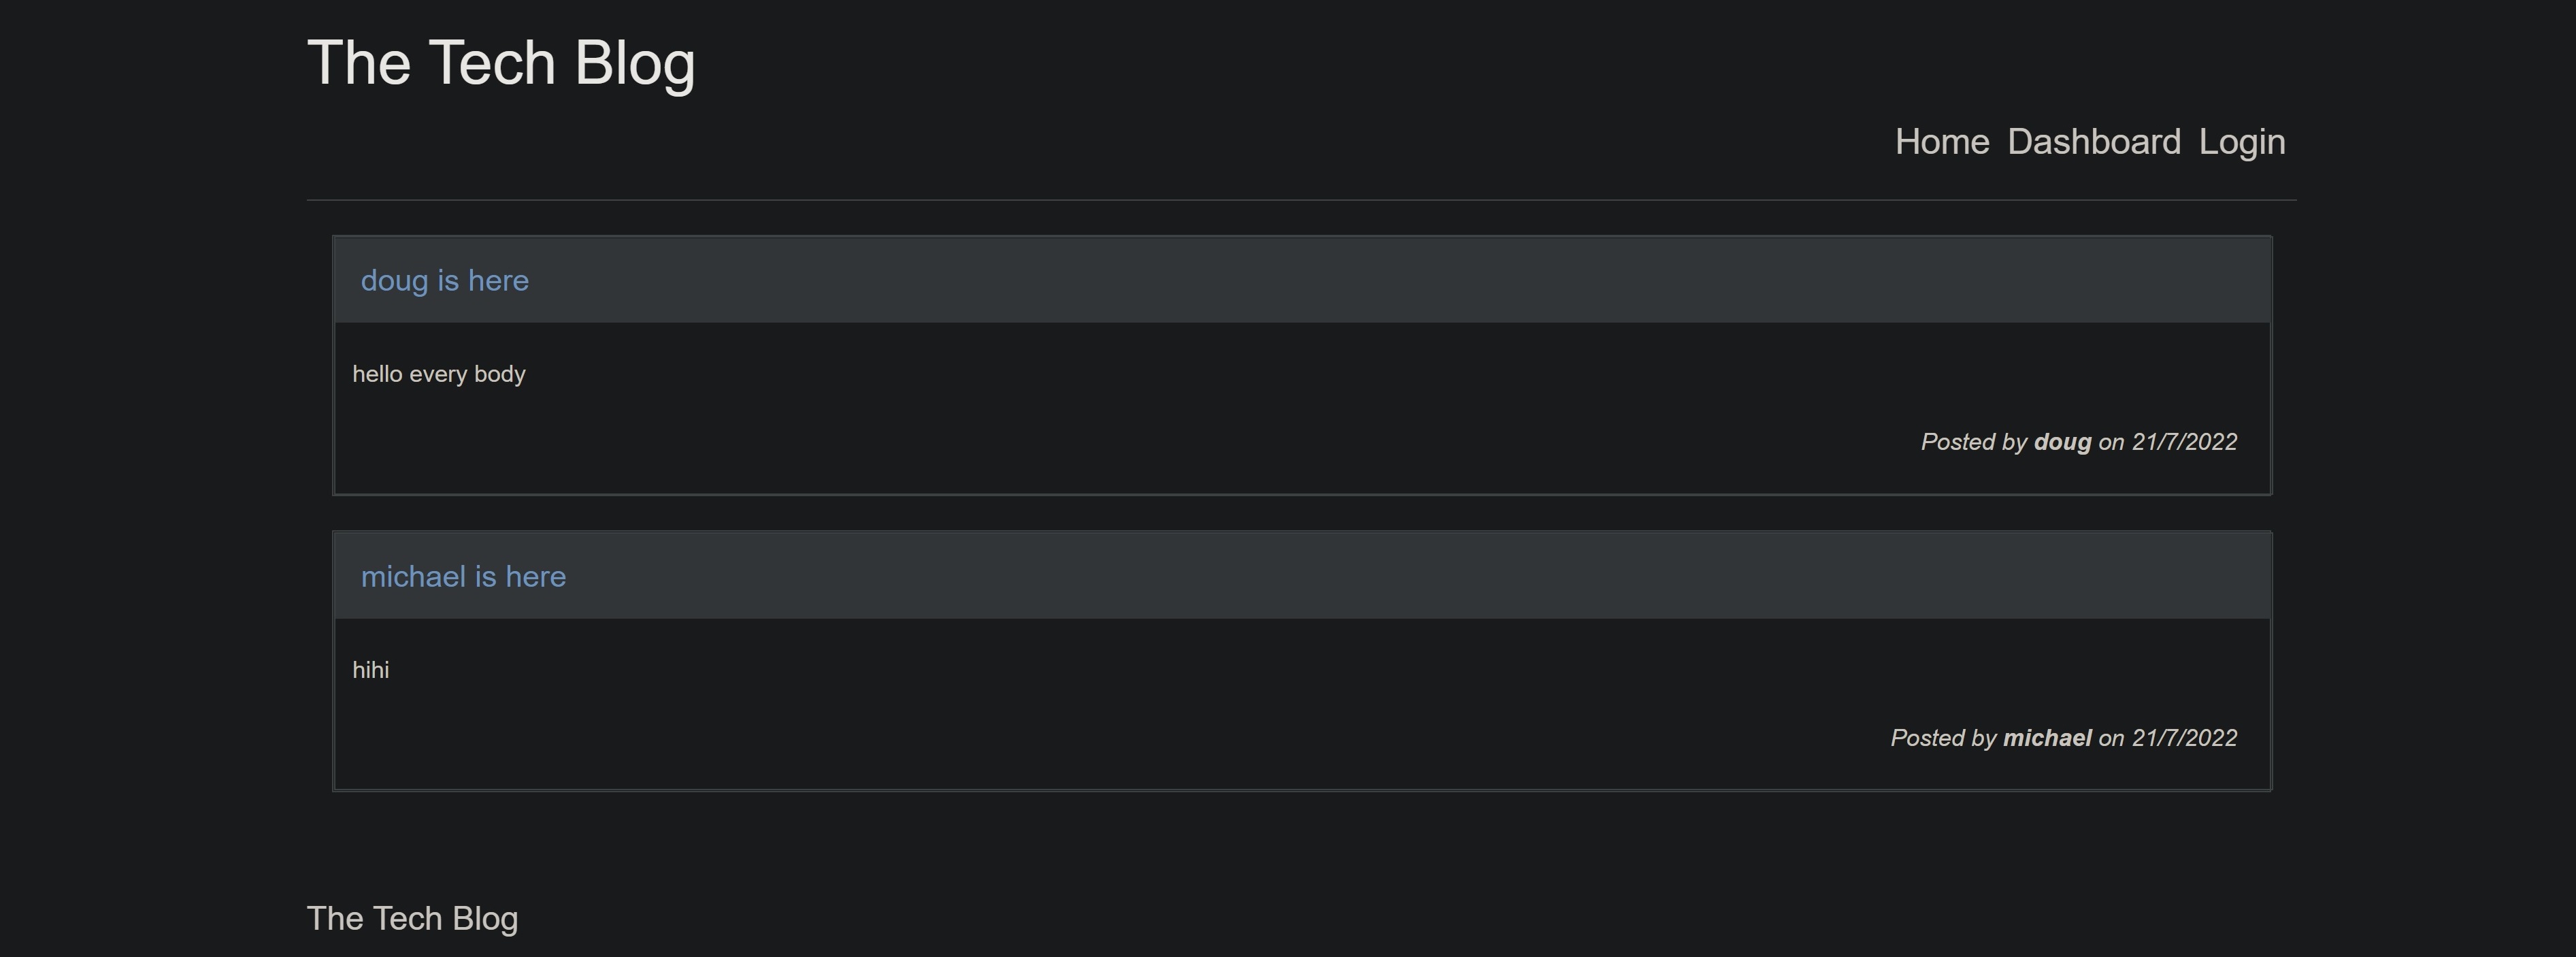 The Tech Blog
Home Dashboard Login
doug is here
hello every body
Posted by doug on 21/7/2022
michael is here
hihi
Posted by michael on 21/7/2022
The Tech Blog